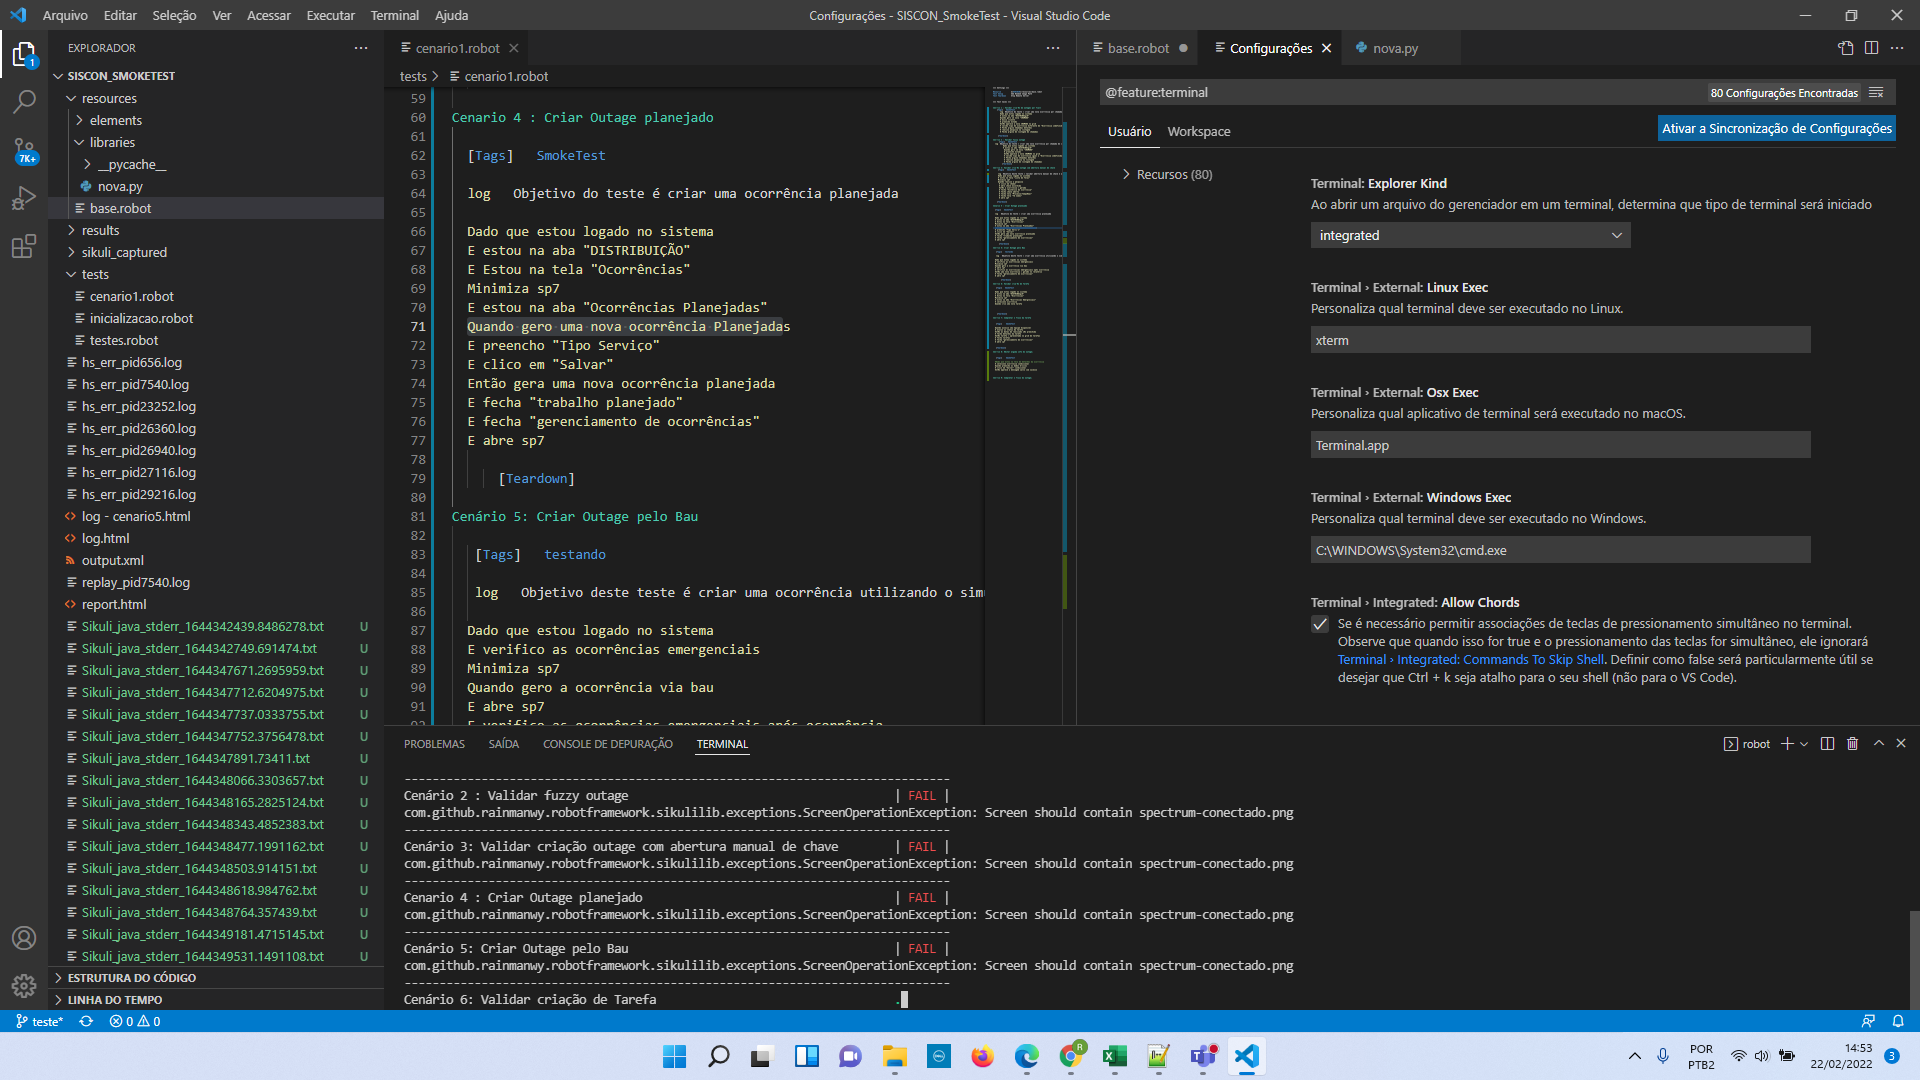 Arquivo Editar Seleção Ver Acessar Executar Terminal Ajuda
Configurações - SISCON_SmokeTest - Visual Studio Code
EXPLORADOR
SISCON_SMOKETEST
resources
elements
libraries
__pycache__
nova.py
base.robot
results
sikuli_captured
tests
cenario1.robot
inicializacao.robot
testes.robot
hs_err_pid656.log
hs_err_pid7540.log
hs_err_pid23252.log
hs_err_pid26360.log
hs_err_pid26940.log
hs_err_pid27116.log
hs_err_pid29216.log
log - cenario5.html
log.html
output.xml
replay_pid7540.log
report.html
Sikuli_java_stderr_1644342439.8486278.txt U
Sikuli_java_stderr_1644342749.691474.txt U
Sikuli_java_stderr_1644347671.2695959.txt U
Sikuli_java_stderr_1644347712.6204975.txt U
Sikuli_java_stderr_1644347737.0333755.txt U
Sikuli_java_stderr_1644347752.3756478.txt U
Sikuli_java_stderr_1644347891.73411.txt U
Sikuli_java_stderr_1644348066.3303657.txt U
Sikuli_java_stderr_1644348165.2825124.txt U
Sikuli_java_stderr_1644348343.4852383.txt U
Sikuli_java_stderr_1644348477.1991162.txt U
Sikuli_java_stderr_1644348503.914151.txt U
Sikuli_java_stderr_1644348618.984762.txt U
Sikuli_java_stderr_1644348764.357439.txt U
Sikuli_java_stderr_1644349181.4715145.txt U
Sikuli_java_stderr_1644349531.1491108.txt U
ESTRUTURA DO CÓDIGO
LINHA DO TEMPO
1
7K+
cenario1.robot
tests > cenario1.robot
59
60 Cenario 4 : Criar Outage planejado
61
62 [Tags] SmokeTest
63
64 log Objetivo do teste é criar uma ocorrência planejada
65
66 Dado que estou logado no sistema
67 E estou na aba "DISTRIBUIÇÃO"
68 E Estou na tela "Ocorrências"
69 Minimiza sp7
70 E estou na aba "Ocorrências Planejadas"
71 Quando gero uma nova ocorrência Planejadas
72 E preencho "Tipo Serviço"
73 E clico em "Salvar"
74 Então gera uma nova ocorrência planejada
75 E fecha "trabalho planejado"
76 E fecha "gerenciamento de ocorrências"
77 E abre sp7
78
79 [Teardown]
80
81 Cenário 5: Criar Outage pelo Bau
82
83 [Tags] testando
84
85 log Objetivo deste teste é criar uma ocorrência utilizando o sim
86
87 Dado que estou logado no sistema
88 E verifico as ocorrências emergenciais
89 Minimiza sp7
90 Quando gero a ocorrência via bau
91 E abre sp7
92 E verifico as ocorrências emergenciais após ocorrência
base.robot
Configurações
nova.py
@feature:terminal
80 Configurações Encontradas
Usuário Workspace
Ativar a Sincronização de Configurações
Recursos (80)
Terminal: Explorer Kind
Ao abrir um arquivo do gerenciador em um terminal, determina que tipo de terminal será iniciado
integrated
Terminal › External: Linux Exec
Personaliza qual terminal deve ser executado no Linux.
xterm
Terminal › External: Osx Exec
Personaliza qual aplicativo de terminal será executado no macOS.
Terminal.app
Terminal › External: Windows Exec
Personaliza qual terminal deve ser executado no Windows.
C:\WINDOWS\System32\cmd.exe
Terminal › Integrated: Allow Chords
Se é necessário permitir associações de teclas de pressionamento simultâneo no terminal.
Observe que quando isso for true e o pressionamento das teclas for simultâneo, ele ignorará
Terminal › Integrated: Commands To Skip Shell. Definir como false será particularmente útil se
desejar que Ctrl + k seja atalho para o seu shell (não para o VS Code).
PROBLEMAS SAÍDA CONSOLE DE DEPURAÇÃO TERMINAL
robot
------------------------------------------------------------------------------
Cenário 2 : Validar fuzzy outage | FAIL |
com.github.rainmanwy.robotframework.sikulilib.exceptions.ScreenOperationException: Screen should contain spectrum-conectado.png
------------------------------------------------------------------------------
Cenário 3: Validar criação outage com abertura manual de chave | FAIL |
com.github.rainmanwy.robotframework.sikulilib.exceptions.ScreenOperationException: Screen should contain spectrum-conectado.png
------------------------------------------------------------------------------
Cenario 4 : Criar Outage planejado | FAIL |
com.github.rainmanwy.robotframework.sikulilib.exceptions.ScreenOperationException: Screen should contain spectrum-conectado.png
------------------------------------------------------------------------------
Cenário 5: Criar Outage pelo Bau | FAIL |
com.github.rainmanwy.robotframework.sikulilib.exceptions.ScreenOperationException: Screen should contain spectrum-conectado.png
------------------------------------------------------------------------------
Cenário 6: Validar criação de Tarefa .
teste* 0 0
POR
PTB2
14:53
22/02/2022
3